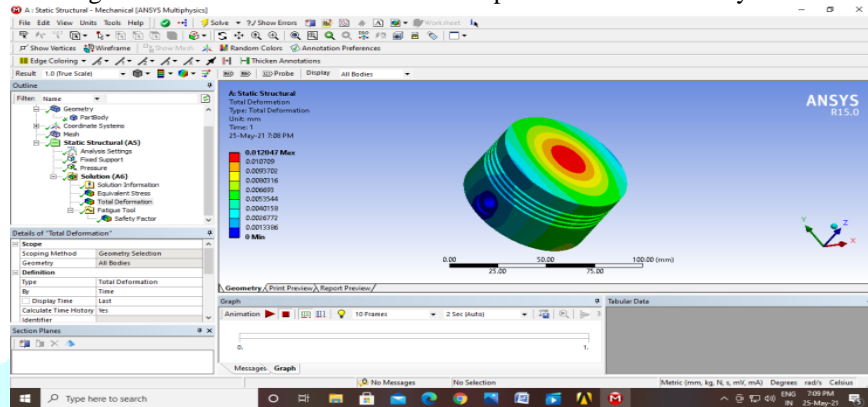 A : Static Structural - Mechanical [ANSYS Multiphysics]
File Edit View Units Tools Help Solve ?/ Show Errors Worksheet
Show Vertices Wireframe Show Mesh Random Colors Annotation Preferences
Edge Coloring Thicken Annotations
Result 1.0 (True Scale) Probe Display All Bodies
Outline
Filter: Name
Geometry
PartBody
Coordinate Systems
Mesh
Static Structural (A5)
Analysis Settings
Fixed Support
Pressure
Solution (A6)
Solution Information
Equivalent Stress
Total Deformation
Fatigue Tool
Safety Factor
Details of "Total Deformation"
Scope
Scoping Method Geometry Selection
Geometry All Bodies
Definition
Type Total Deformation
By Time
Display Time Last
Calculate Time History Yes
Identifier
Section Planes
A: Static Structural
Total Deformation
Type: Total Deformation
Unit: mm
Time: 1
25-May-21 7:08 PM
0.012047 Max
0.010709
0.0093702
0.0080316
0.006693
0.0053544
0.0040158
0.0026772
0.0013386
0 Min
ANSYS
R15.0
0.00 50.00 100.00 (mm)
25.00 75.00
Y
Z
X
Geometry Print Preview Report Preview
Graph
Animation 10 Frames 2 Sec (Auto)
0. 1.
Messages Graph
Tabular Data
No Messages No Selection Metric (mm, kg, N, s, mV, mA) Degrees rad/s Celsius
Type here to search
ENG 7:09 PM
IN 25-May-21